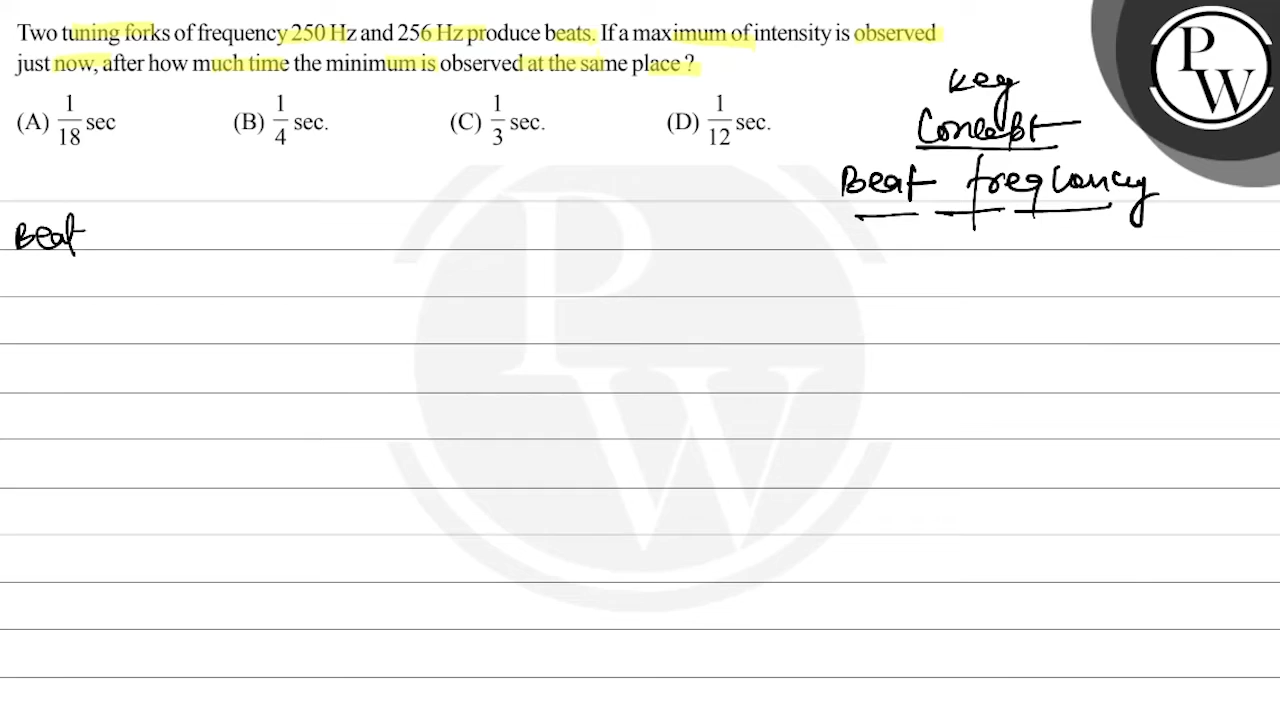 Two tuning forks of frequency 250 Hz and 256 Hz produce beats. If a maximum of intensity is observed
just now, after how much time the minimum is observed at the same place ?
(A) 1/18 sec (B) 1/4 sec. (C) 1/3 sec. (D) 1/12 sec.
Key
Concept
Beat frequency
Beat
PW
PW